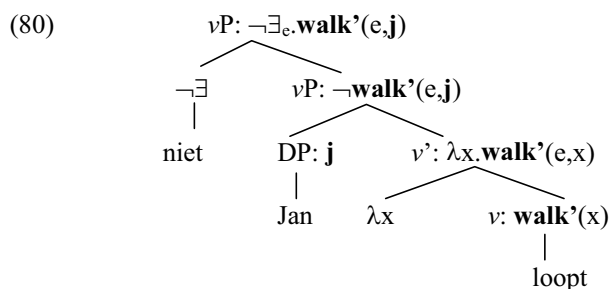 (80) vP: ¬∃e.walk’(e,j)
¬∃ vP: ¬walk’(e,j)
niet DP: j v’: λx.walk’(e,x)
Jan λx v: walk’(x)
loopt